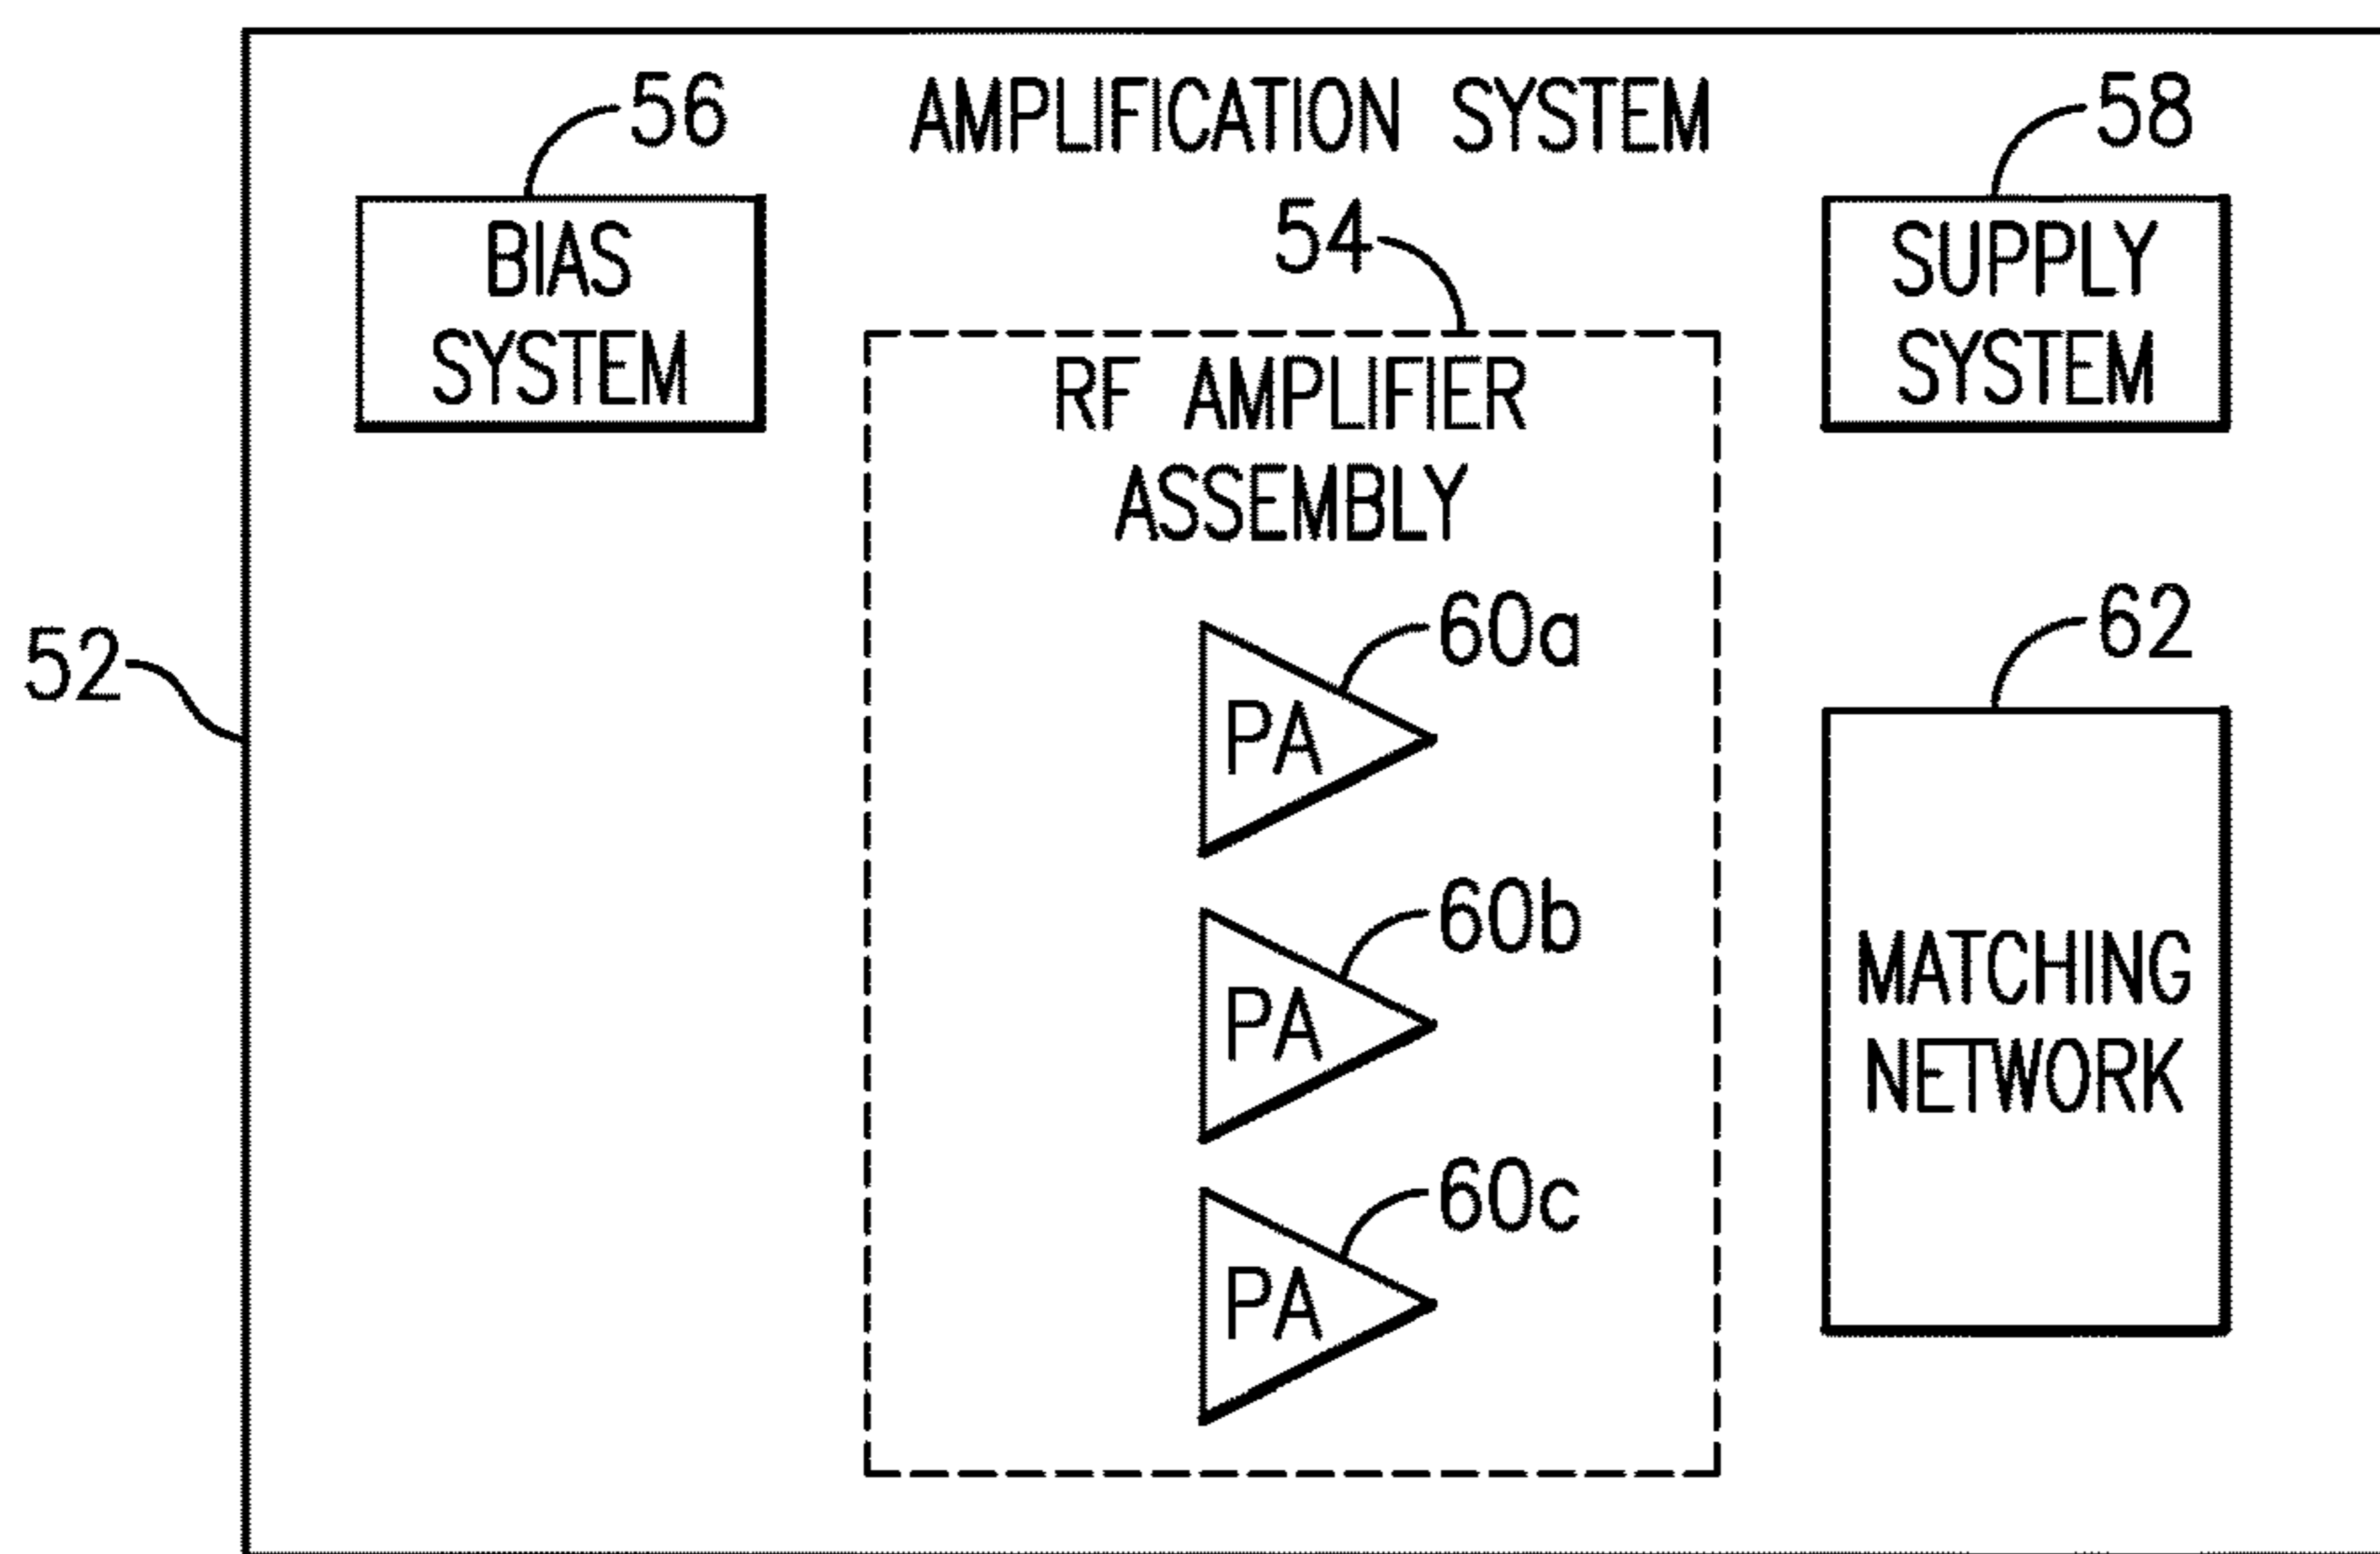 AMPLIFICATION SYSTEM
56
58
BIAS
SYSTEM
54
SUPPLY
SYSTEM
RF AMPLIFIER
ASSEMBLY
52
60a
PA
62
60b
PA
MATCHING
NETWORK
60c
PA